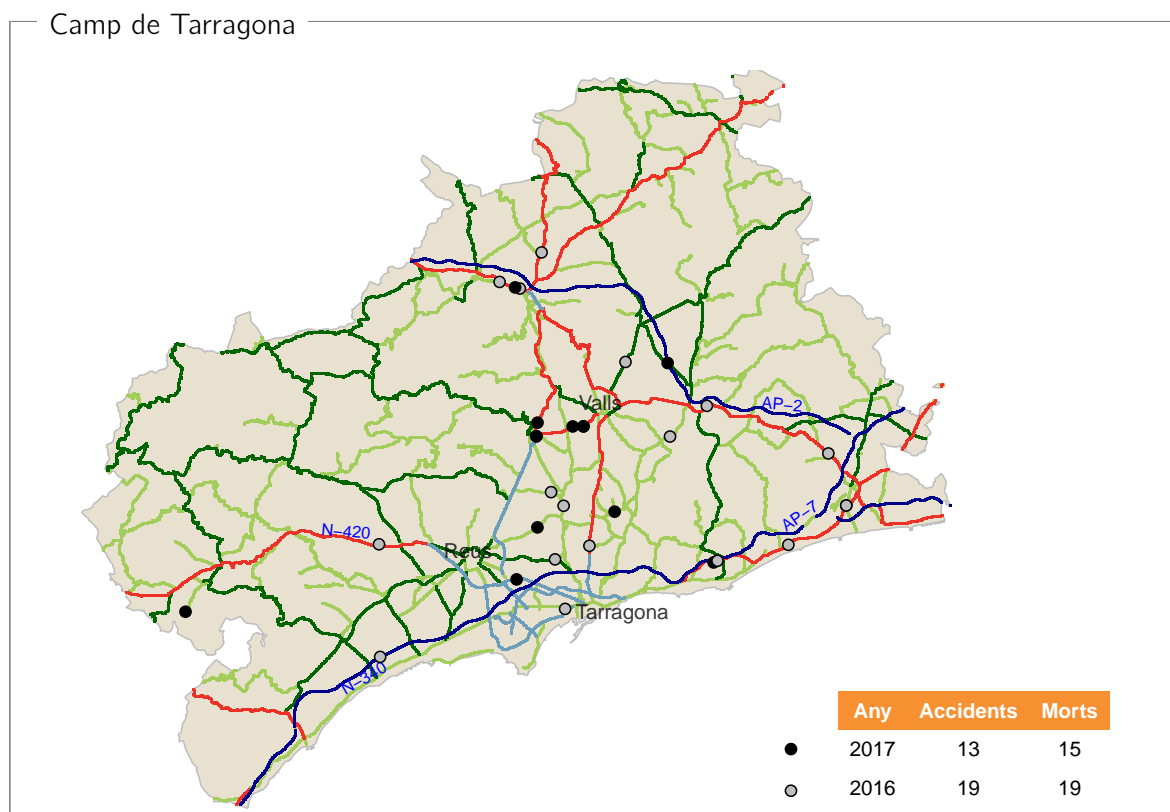 Camp de Tarragona
Valls
AP−2
AP−7
N−420
Reus
Tarragona
N−340
Any Accidents Morts
2017 13 15
2016 19 19